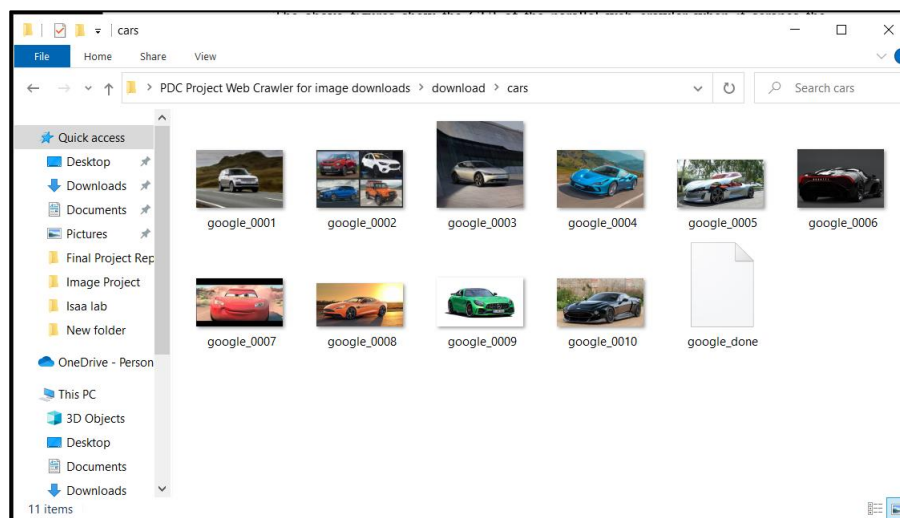 cars
File Home Share View
PDC Project Web Crawler for image downloads > download > cars
Search cars
Quick access
Desktop
Downloads
Documents
Pictures
Final Project Rep
Image Project
Isaa lab
New folder
OneDrive - Person
This PC
3D Objects
Desktop
Documents
Downloads
google_0001 google_0002 google_0003 google_0004 google_0005 google_0006
google_0007 google_0008 google_0009 google_0010 google_done
11 items